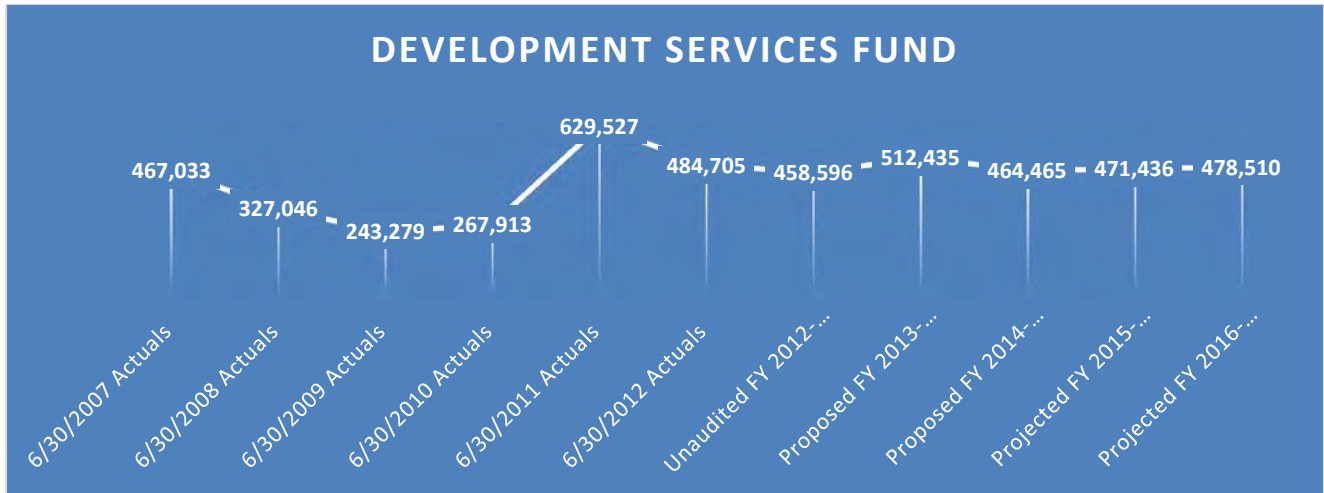 DEVELOPMENT SERVICES FUND
467,033
327,046
243,279
267,913
629,527
484,705
458,596
512,435
464,465
471,436
478,510
6/30/2007 Actuals
6/30/2008 Actuals
6/30/2009 Actuals
6/30/2010 Actuals
6/30/2011 Actuals
6/30/2012 Actuals
Unaudited FY 2012-...
Proposed FY 2013-...
Proposed FY 2014-...
Projected FY 2015-...
Projected FY 2016-...